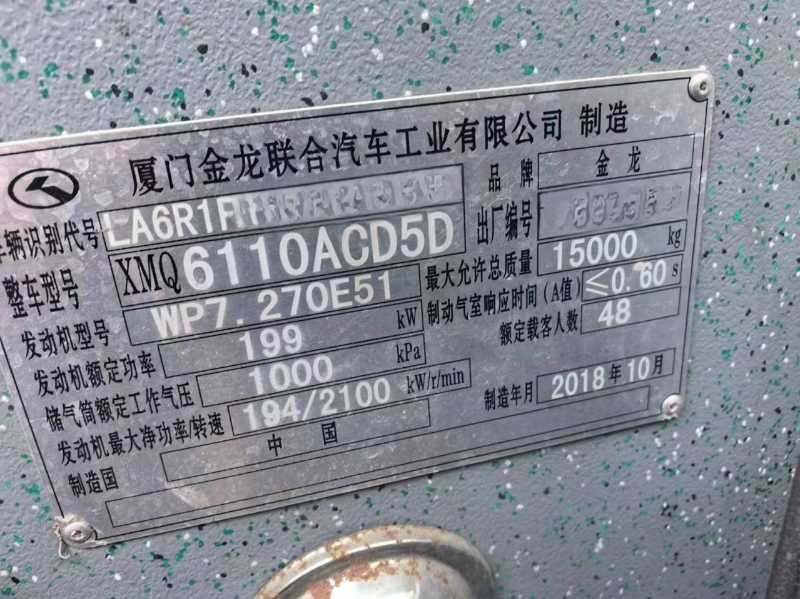 厦门金龙联合汽车工业有限公司 制造
车辆识别代号 LA6R1F 品牌 金龙
整车型号 XMQ6110ACD5D 出厂编号
发动机型号 WP7.270E51 最大允许总质量 15000 kg
发动机额定功率 199 kW 制动气室响应时间(A值) ≤0.60 s
储气筒额定工作气压 1000 kPa 额定载客人数 48
发动机最大净功率/转速 194/2100 kW/r/min 制造年月 2018年10月
制造国 中国